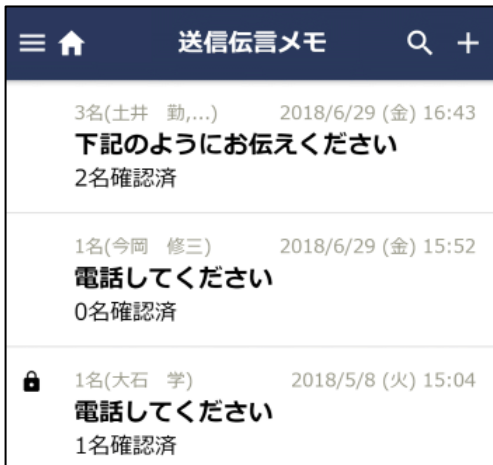 送信伝言メモ
3名(土井　勤,...) 2018/6/29 (金) 16:43
下記のようにお伝えください
2名確認済
1名(今岡　修三) 2018/6/29 (金) 15:52
電話してください
0名確認済
1名(大石　学) 2018/5/8 (火) 15:04
電話してください
1名確認済